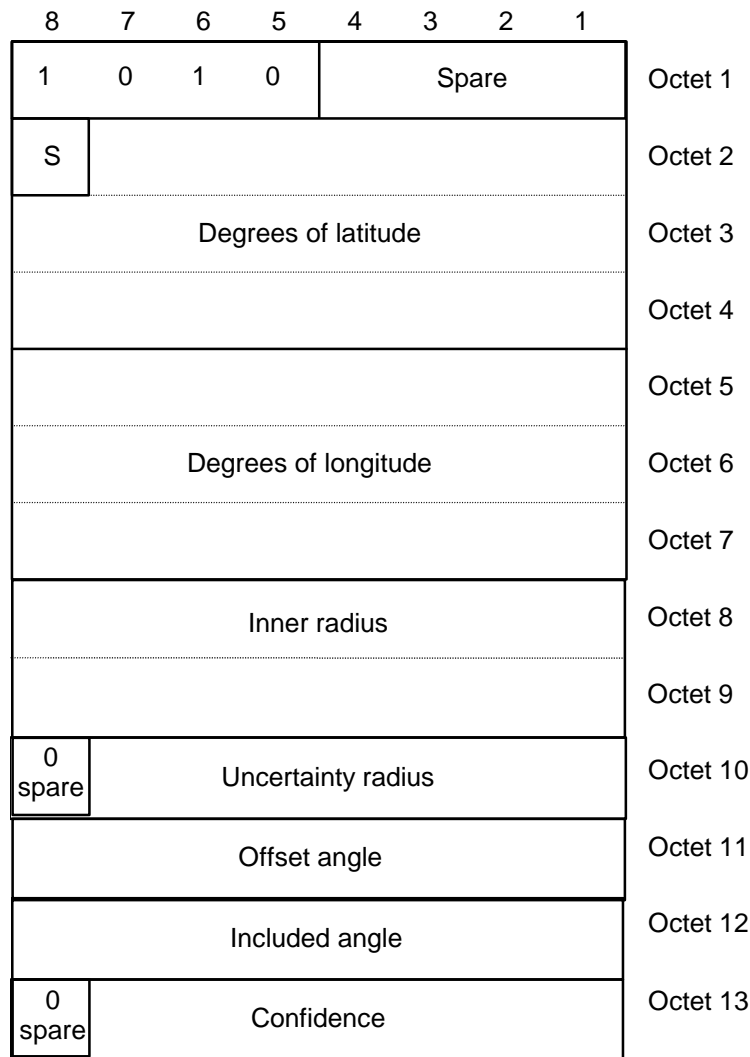 8 7 6 5 4 3 2 1
1 0 1 0 Spare Octet 1
S Octet 2
Degrees of latitude Octet 3
Octet 4
Octet 5
Degrees of longitude Octet 6
Octet 7
Inner radius Octet 8
Octet 9
0
spare Uncertainty radius Octet 10
Offset angle Octet 11
Included angle Octet 12
0
spare Confidence Octet 13